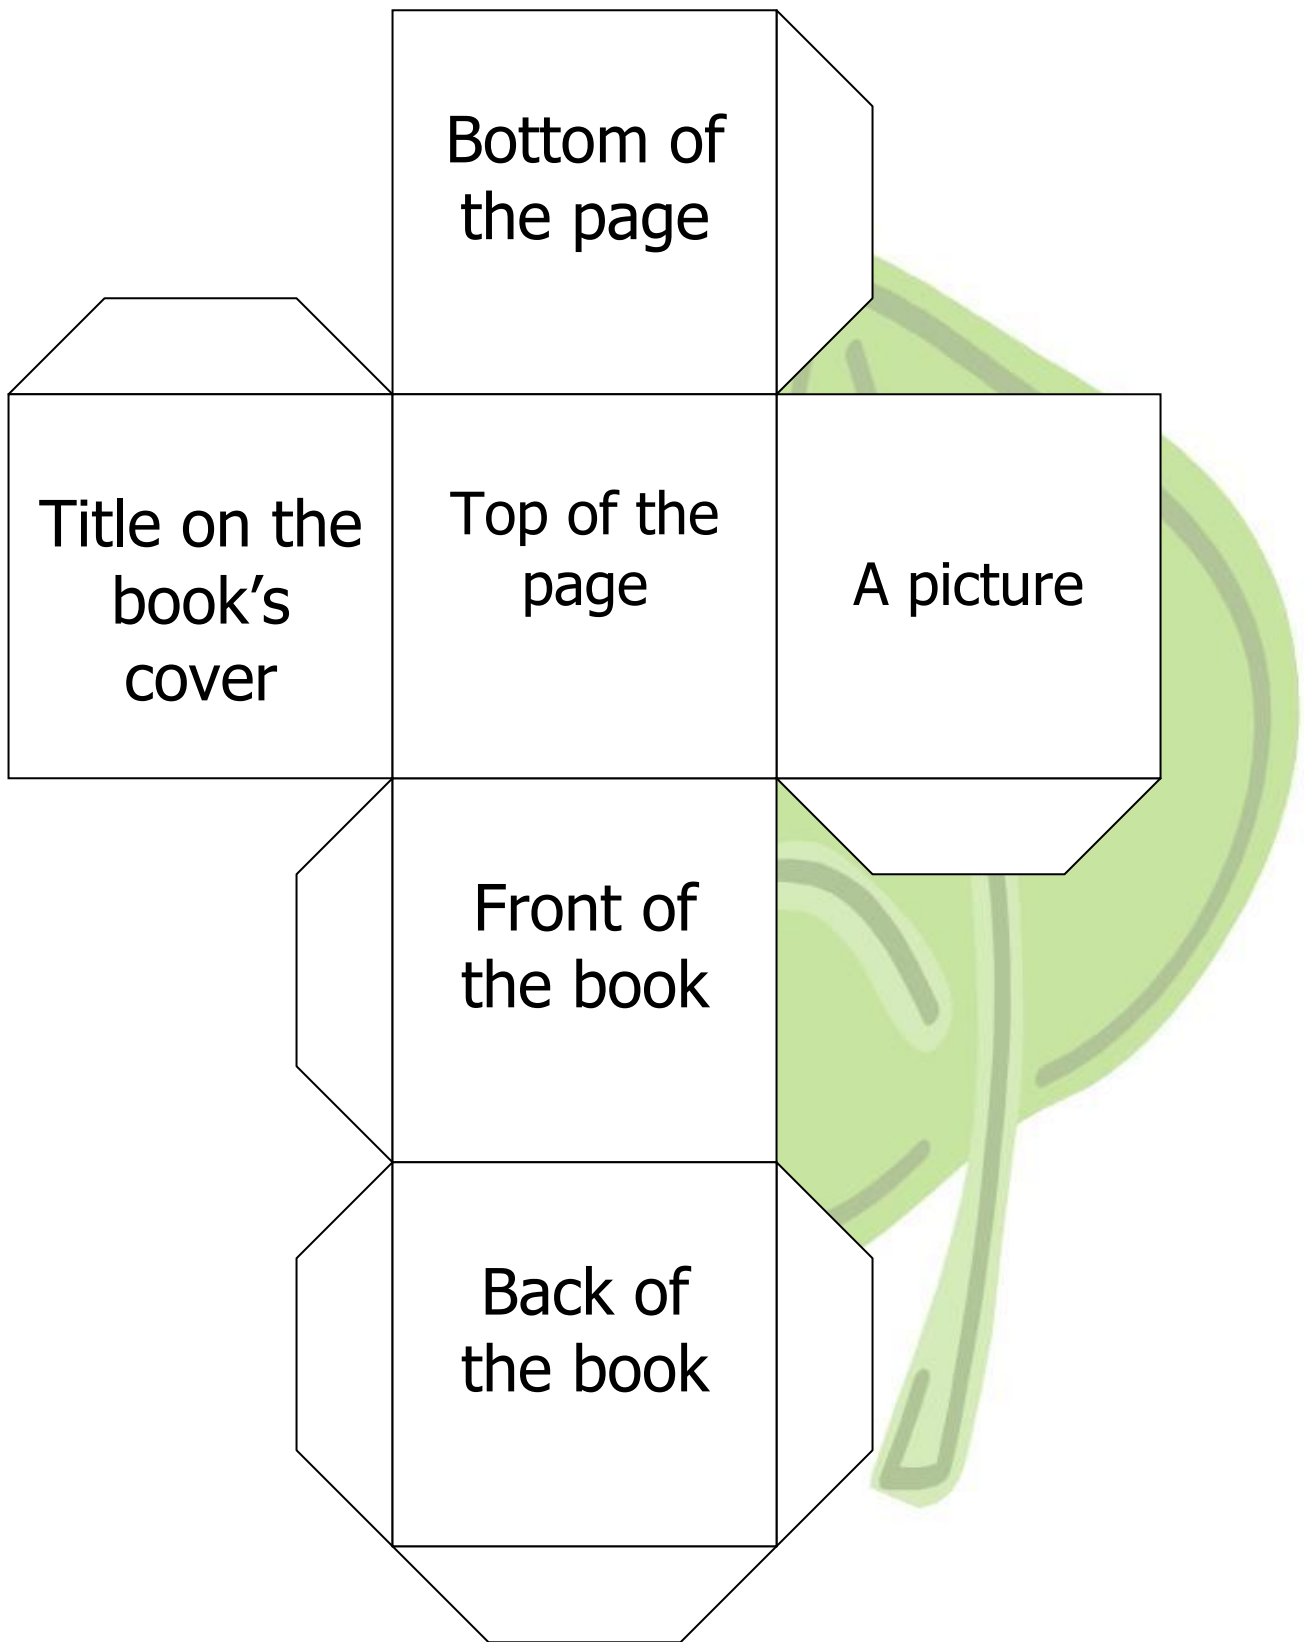 Bottom of
the page
Title on the
book’s
cover
Top of the
page
A picture
Front of
the book
Back of
the book